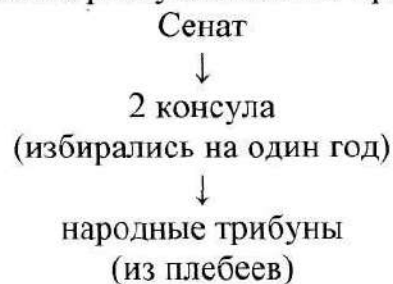 Сенат
↓
2 консула
(избирались на один год)
↓
народные трибуны
(из плебеев)